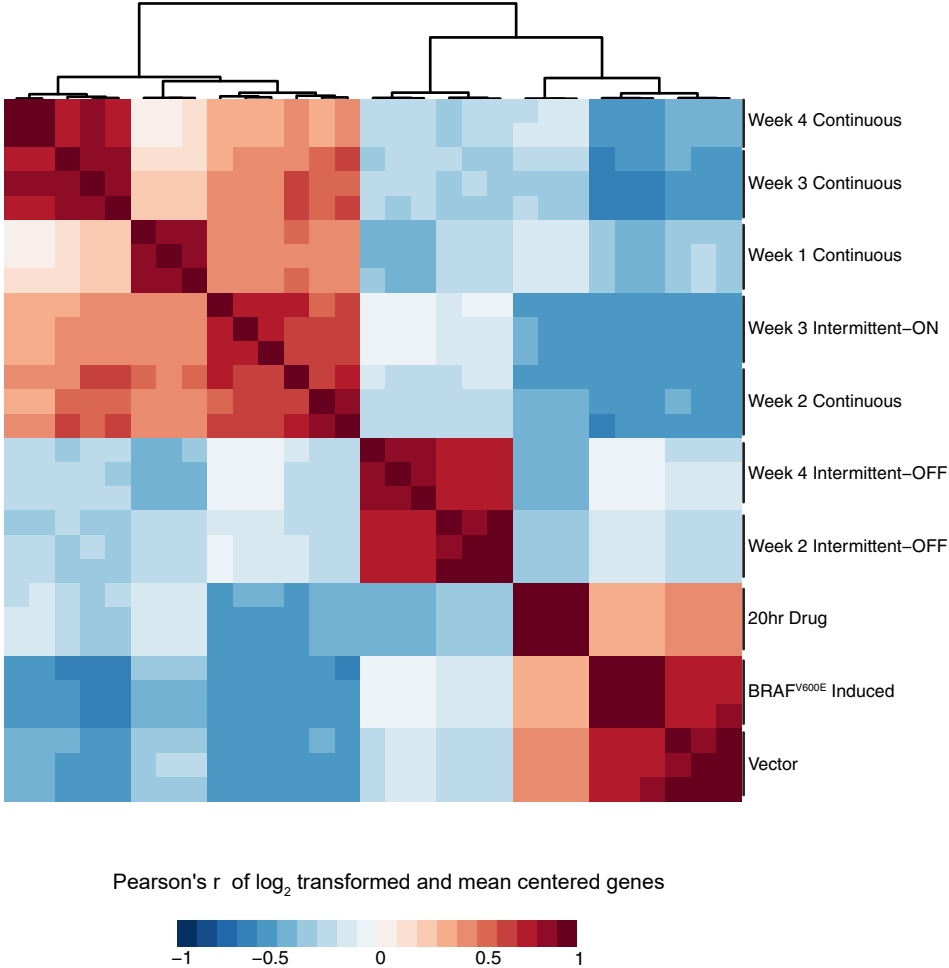 Week 4 Continuous
Week 3 Continuous
Week 1 Continuous
Week 3 Intermittent−ON
Week 2 Continuous
Week 4 Intermittent−OFF
Week 2 Intermittent−OFF
20hr Drug
BRAFV600E Induced
Vector
Pearson's r of log2 transformed and mean centered genes
−1 −0.5 0 0.5 1